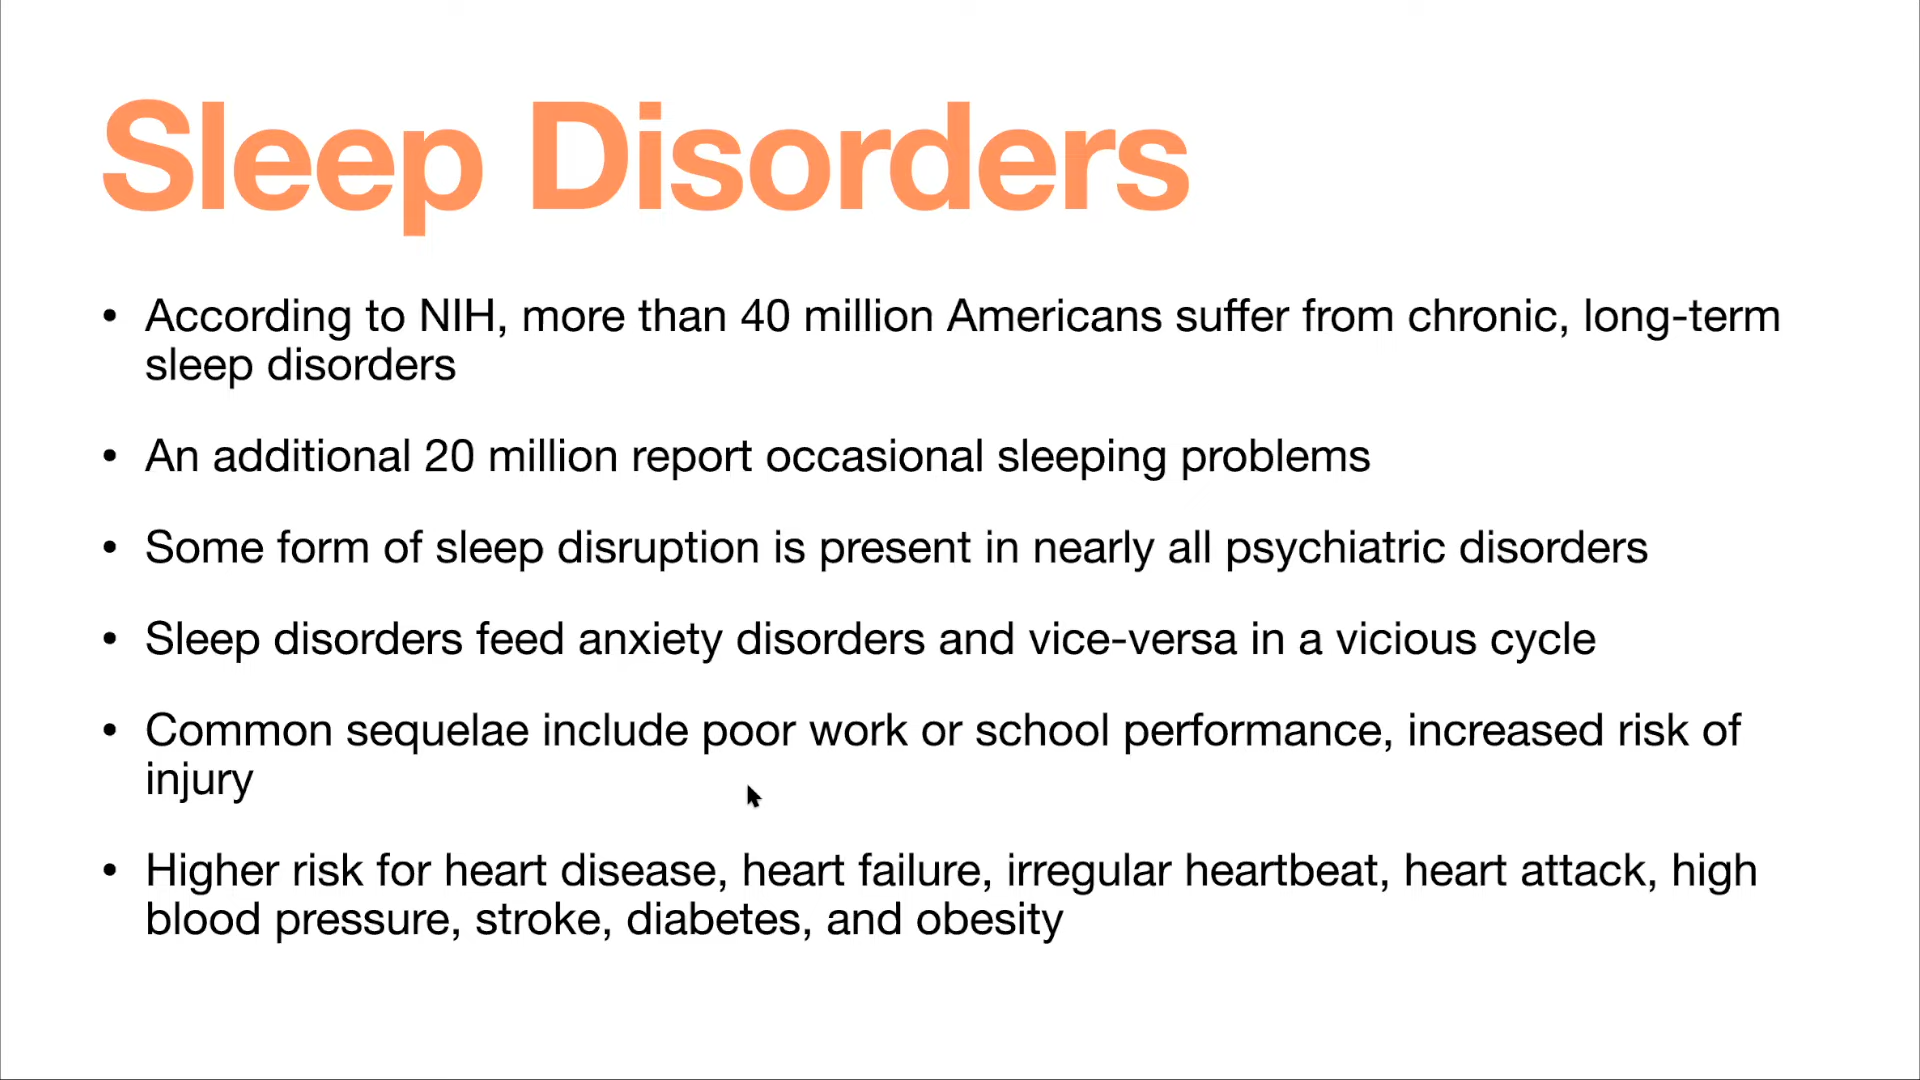 Sleep Disorders
• According to NIH, more than 40 million Americans suffer from chronic, long-term
sleep disorders
• An additional 20 million report occasional sleeping problems
• Some form of sleep disruption is present in nearly all psychiatric disorders
• Sleep disorders feed anxiety disorders and vice-versa in a vicious cycle
• Common sequelae include poor work or school performance, increased risk of
injury
• Higher risk for heart disease, heart failure, irregular heartbeat, heart attack, high
blood pressure, stroke, diabetes, and obesity